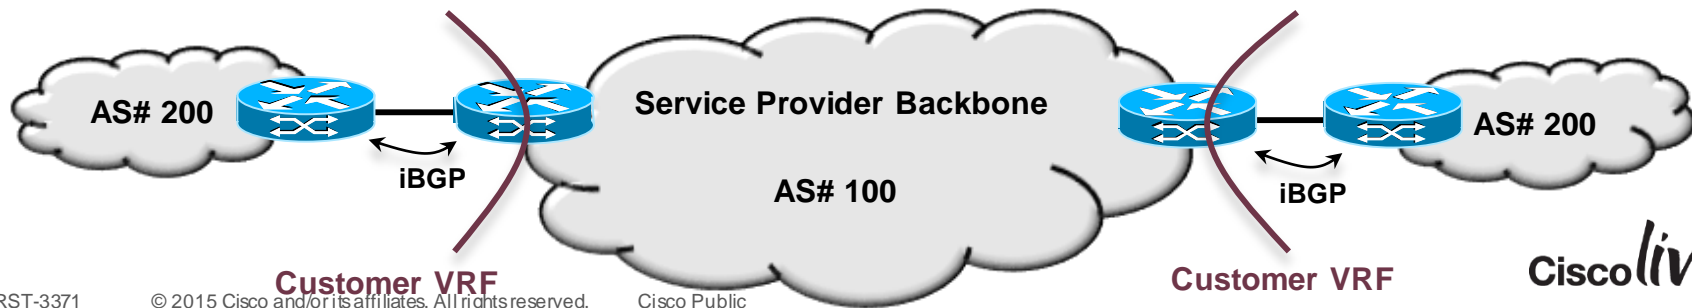 AS# 200
Service Provider Backbone
AS# 200
iBGP
AS# 100
iBGP
Customer VRF
Customer VRF
Cisco liv
RST-3371 © 2015 Cisco and/or its affiliates. All rights reserved. Cisco Public